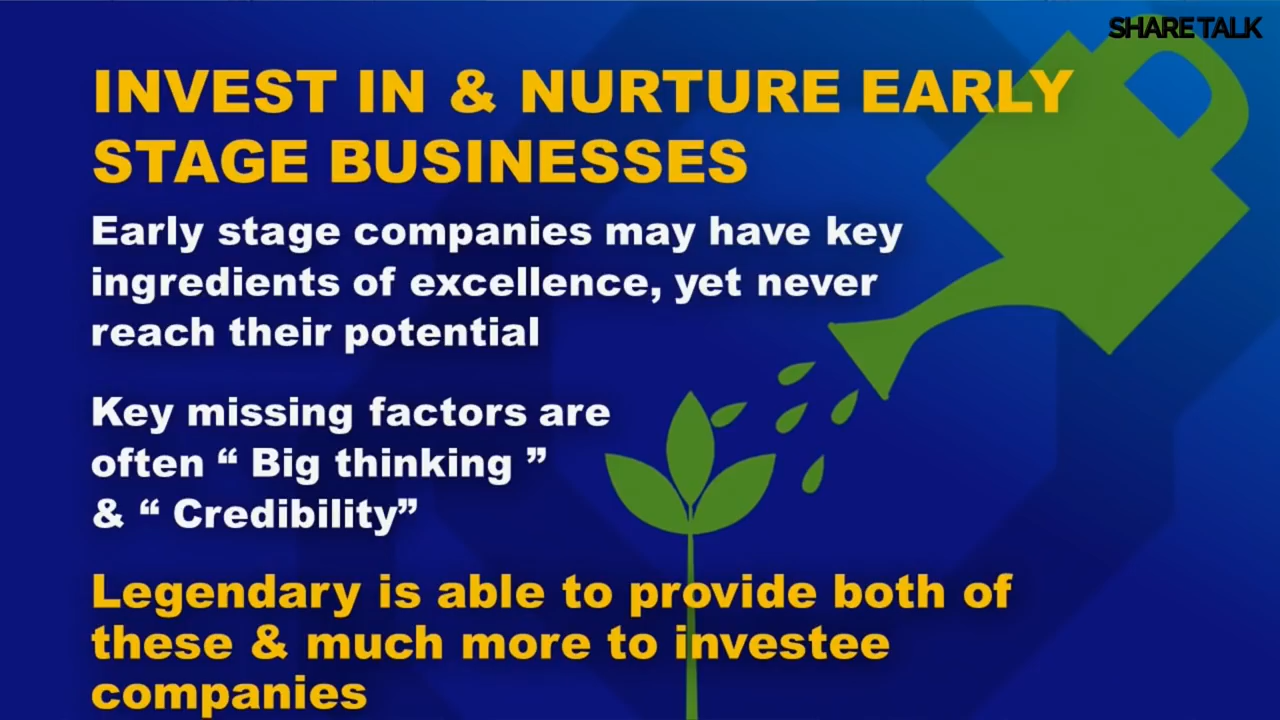 SHARE TALK
INVEST IN & NURTURE EARLY
STAGE BUSINESSES
Early stage companies may have key
ingredients of excellence, yet never
reach their potential
Key missing factors are
often “ Big thinking ”
& “ Credibility”
Legendary is able to provide both of
these & much more to investee
companies